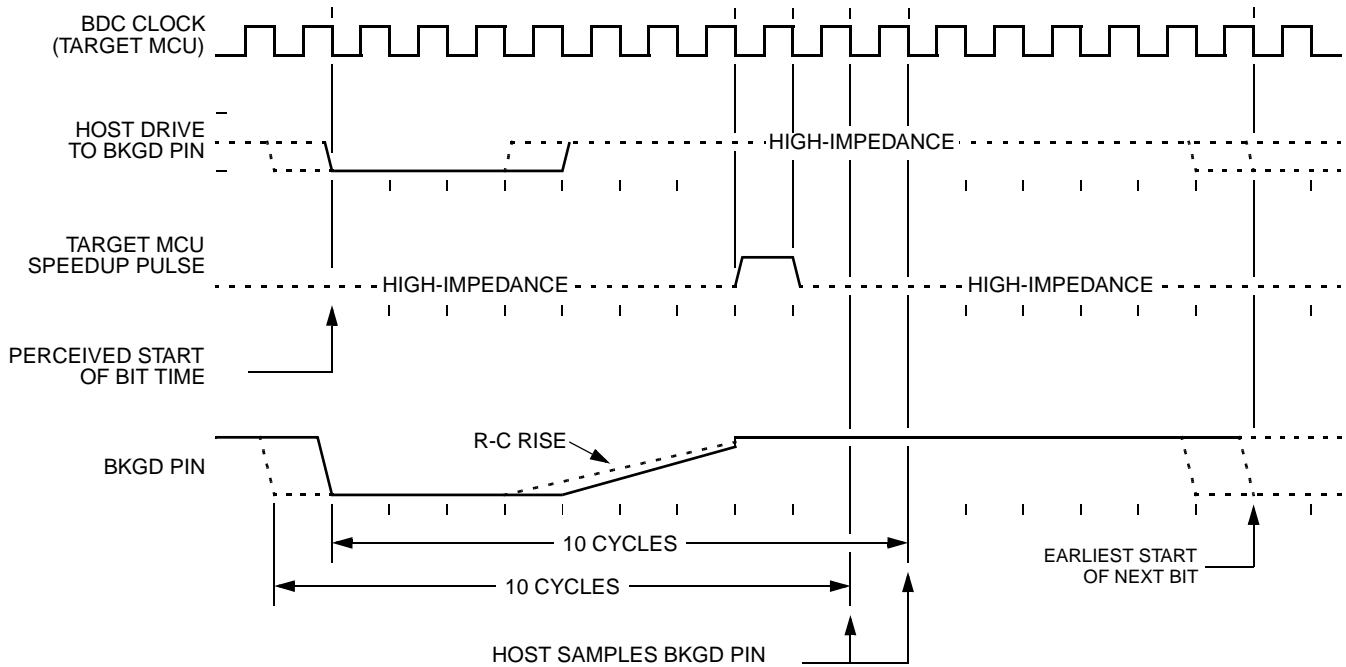 BDC CLOCK
(TARGET MCU)
HOST DRIVE
TO BKGD PIN
HIGH-IMPEDANCE
TARGET MCU
SPEEDUP PULSE
HIGH-IMPEDANCE
HIGH-IMPEDANCE
PERCEIVED START
OF BIT TIME
R-C RISE
BKGD PIN
10 CYCLES
10 CYCLES
EARLIEST START
OF NEXT BIT
HOST SAMPLES BKGD PIN